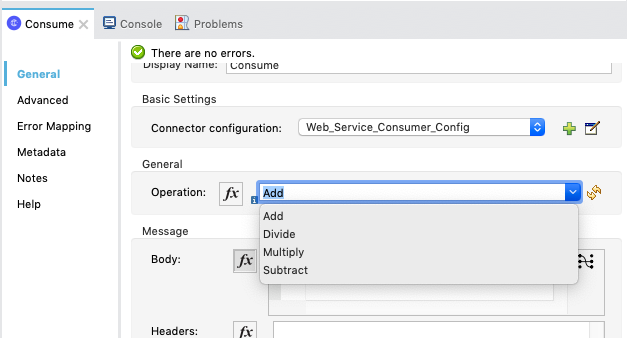 Consume
Console
Problems
There are no errors.
General
Advanced
Error Mapping
Metadata
Notes
Help
Display Name: Consume
Basic Settings
Connector configuration: Web_Service_Consumer_Config
General
Operation: fx Add
Add
Divide
Multiply
Subtract
Message
Body: fx
Headers: fx